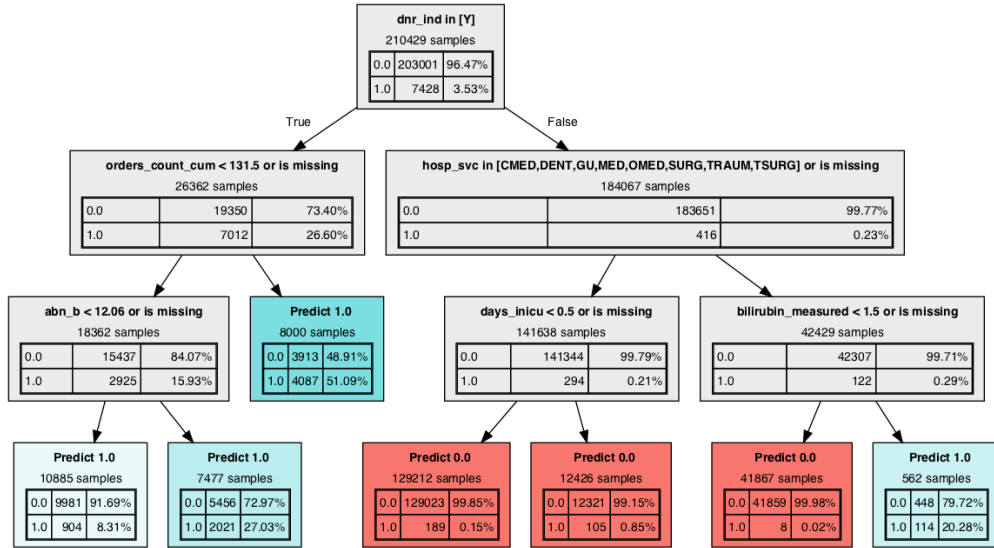 dnr_ind in [Y]
210429 samples
0.0 203001 96.47%
1.0 7428 3.53%
True
False
orders_count_cum < 131.5 or is missing
26362 samples
0.0 19350 73.40%
1.0 7012 26.60%
hosp_svc in [CMED,DENT,GU,MED,OMED,SURG,TRAUM,TSURG] or is missing
184067 samples
0.0 183651 99.77%
1.0 416 0.23%
abn_b < 12.06 or is missing
18362 samples
0.0 15437 84.07%
1.0 2925 15.93%
Predict 1.0
8000 samples
0.0 3913 48.91%
1.0 4087 51.09%
days_inicu < 0.5 or is missing
141638 samples
0.0 141344 99.79%
1.0 294 0.21%
bilirubin_measured < 1.5 or is missing
42429 samples
0.0 42307 99.71%
1.0 122 0.29%
Predict 1.0
10885 samples
0.0 9981 91.69%
1.0 904 8.31%
Predict 1.0
7477 samples
0.0 5456 72.97%
1.0 2021 27.03%
Predict 0.0
129212 samples
0.0 129023 99.85%
1.0 189 0.15%
Predict 0.0
12426 samples
0.0 12321 99.15%
1.0 105 0.85%
Predict 0.0
41867 samples
0.0 41859 99.98%
1.0 8 0.02%
Predict 1.0
562 samples
0.0 448 79.72%
1.0 114 20.28%